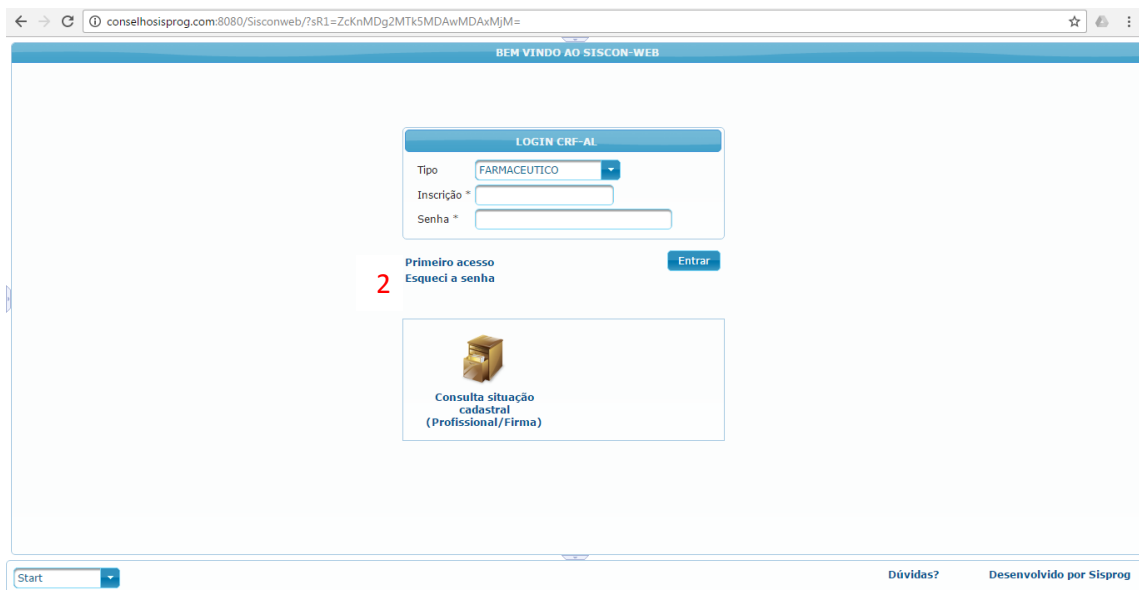 conselhosisprog.com:8080/Sisconweb/?sR1=ZcKnMDg2MTk5MDAwMDAxMjM=
BEM VINDO AO SISCON-WEB
LOGIN CRF-AL
Tipo FARMACEUTICO
Inscrição *
Senha *
Primeiro acesso Entrar
Esqueci a senha
2
Consulta situação
cadastral
(Profissional/Firma)
Start Dúvidas? Desenvolvido por Sisprog